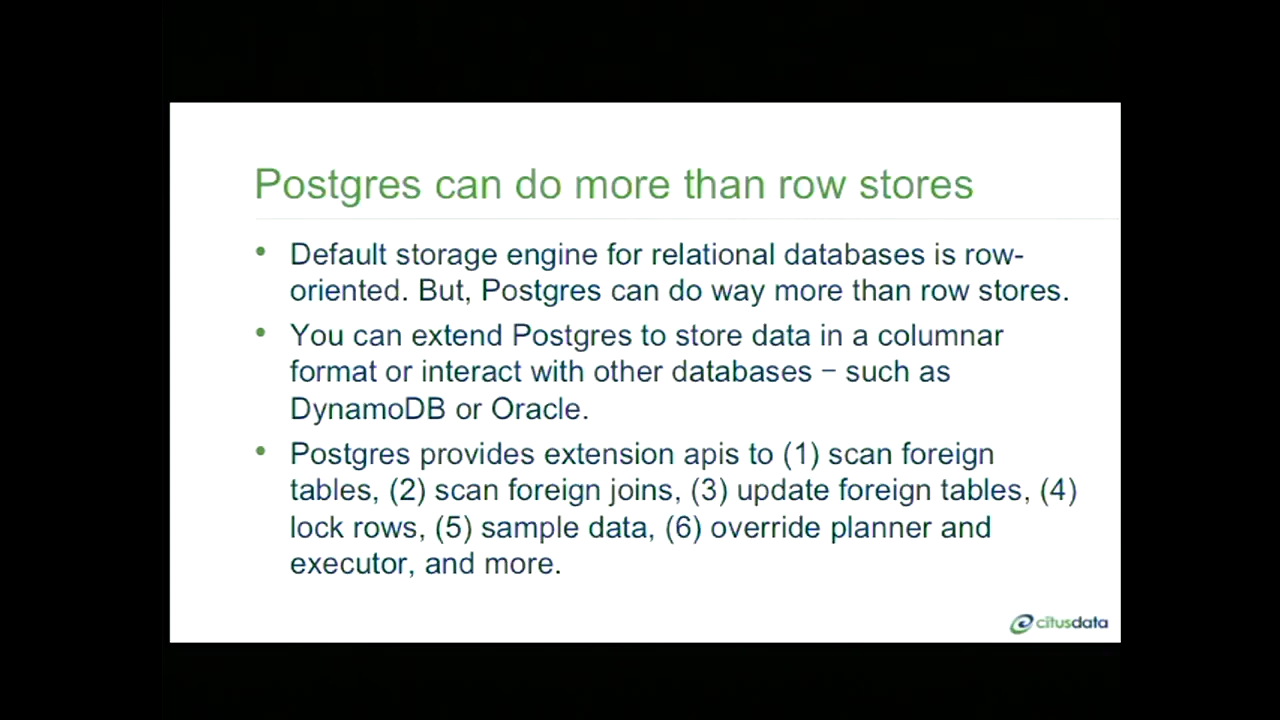 Postgres can do more than row stores
• Default storage engine for relational databases is row-
oriented. But, Postgres can do way more than row stores.
• You can extend Postgres to store data in a columnar
format or interact with other databases – such as
DynamoDB or Oracle.
• Postgres provides extension apis to (1) scan foreign
tables, (2) scan foreign joins, (3) update foreign tables, (4)
lock rows, (5) sample data, (6) override planner and
executor, and more.
citusdata